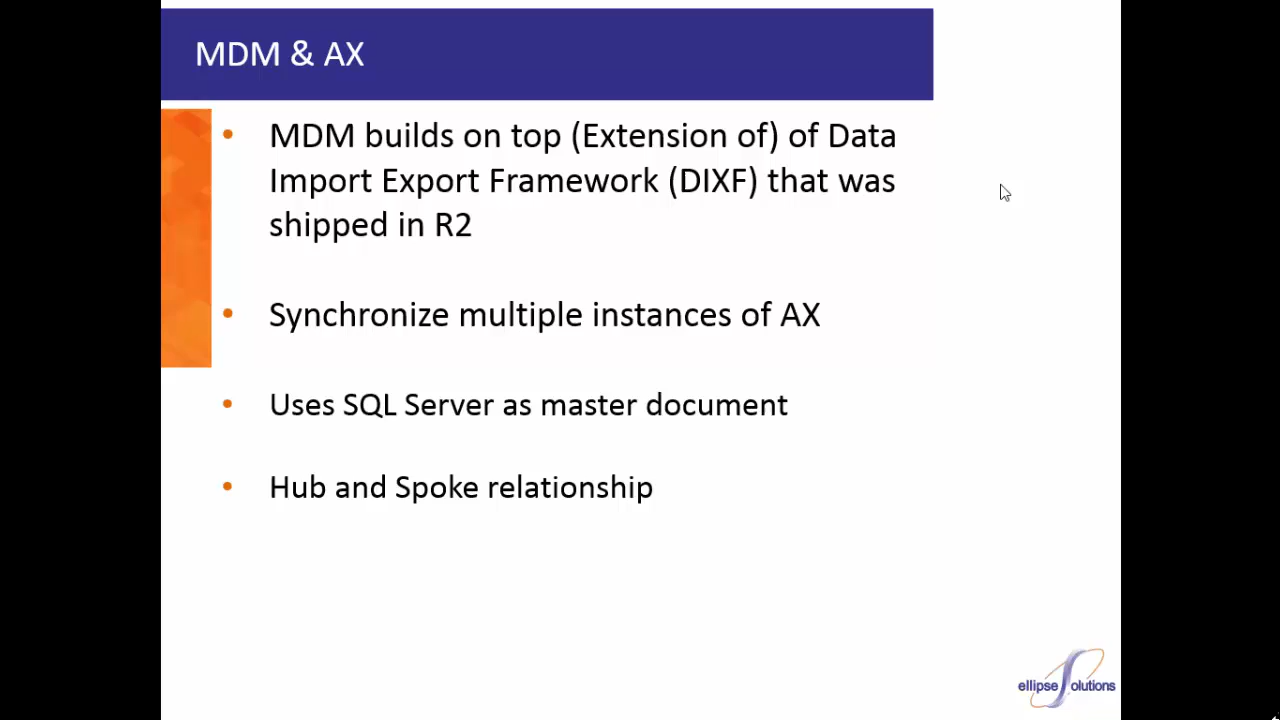 MDM & AX
• MDM builds on top (Extension of) of Data
Import Export Framework (DIXF) that was
shipped in R2
• Synchronize multiple instances of AX
• Uses SQL Server as master document
• Hub and Spoke relationship
ellipse Solutions